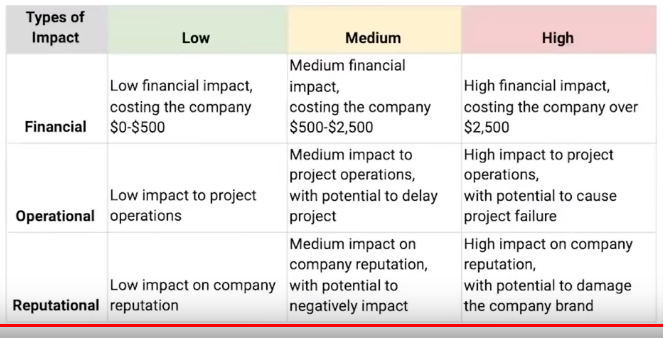 Types of
Impact
Low
Medium
High
Financial
Low financial impact,
costing the company
$0-$500
Medium financial
impact,
costing the company
$500-$2,500
High financial impact,
costing the company over
$2,500
Operational
Low impact to project
operations
Medium impact to
project operations,
with potential to delay
project
High impact to project
operations,
with potential to cause
project failure
Reputational
Low impact on company
reputation
Medium impact on
company reputation,
with potential to
negatively impact
High impact on company
reputation,
with potential to damage
the company brand